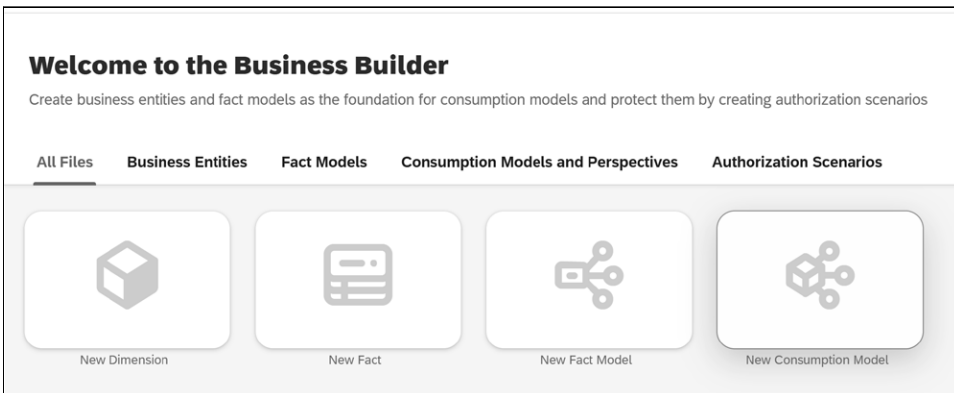 Welcome to the Business Builder
Create business entities and fact models as the foundation for consumption models and protect them by creating authorization scenarios
All Files Business Entities Fact Models Consumption Models and Perspectives Authorization Scenarios
New Dimension New Fact New Fact Model New Consumption Model